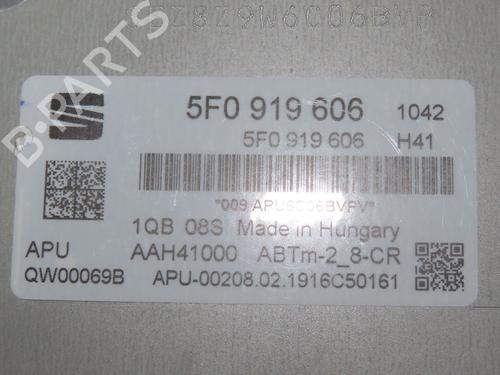 Z8Z9W6C06BVP
B-PARTS
5F0 919 606 1042
5F0 919 606 H41
"009 APU6C06BVPV"
1QB 08S Made in Hungary
APU AAH41000 ABTm-2_8-CR
QW00069B APU-00208.02.1916C50161